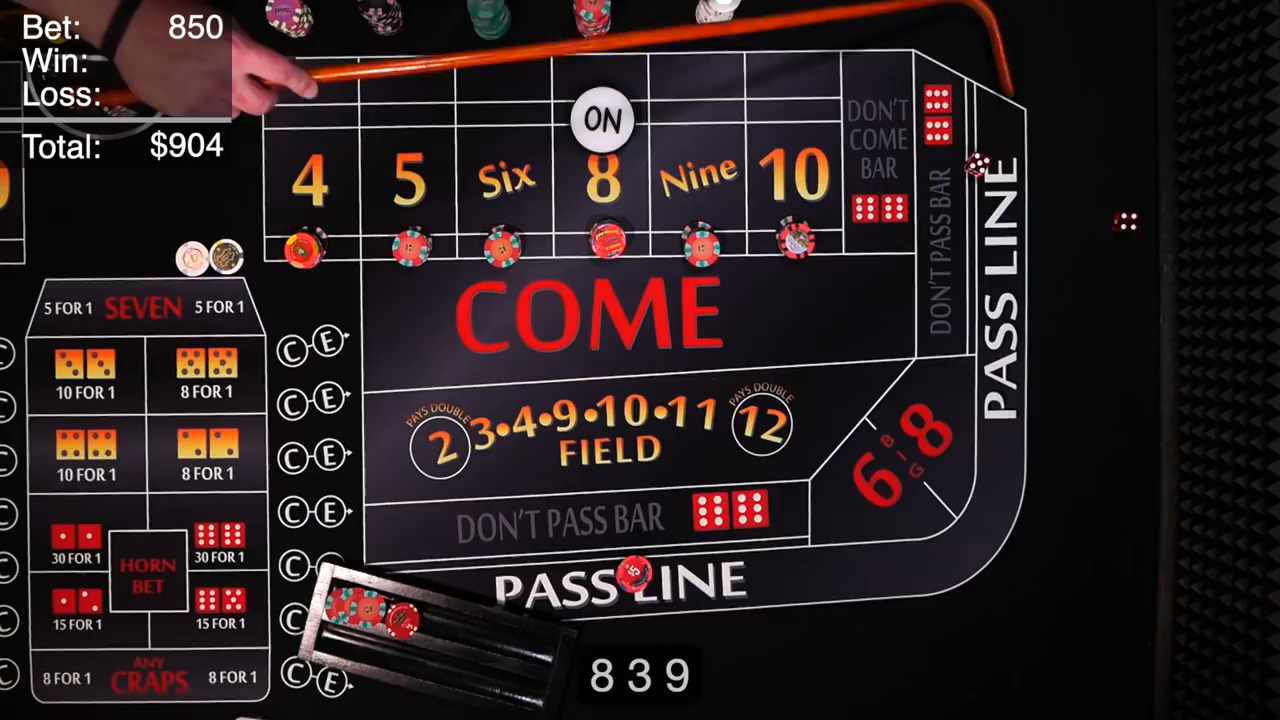 Bet: 850
Win:
Loss:
Total: $904
ON
4 5 Six 8 Nine 10
DON'T
COME
BAR
DON'T PASS BAR
PASS LINE
5 FOR 1 SEVEN 5 FOR 1
10 FOR 1 8 FOR 1
10 FOR 1 8 FOR 1
30 FOR 1 30 FOR 1
HORN
BET
15 FOR 1 15 FOR 1
8 FOR 1 ANY CRAPS 8 FOR 1
C E
C E
C E
C E
C
C
C E
COME
PAYS DOUBLE
2 3•4•9•10•11 12
PAYS DOUBLE
FIELD
6 BIG 8
DON'T PASS BAR
PASS LINE
8 3 9